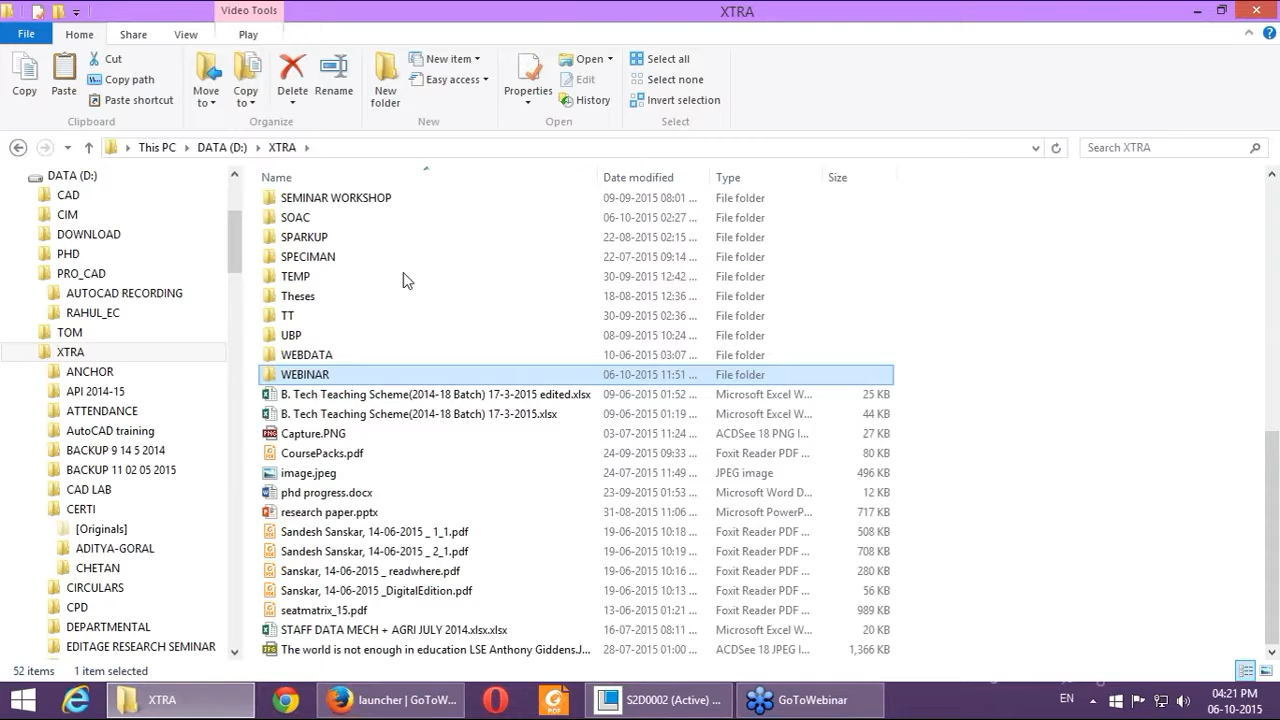 Video Tools
XTRA
File Home Share View Play
Copy
Paste
Cut
Copy path
Paste shortcut
Clipboard
Move to
Copy to
Delete
Rename
Organize
New folder
New item
Easy access
New
Properties
Open
Edit
History
Open
Select all
Select none
Invert selection
Select
This PC DATA (D:) XTRA
Search XTRA
DATA (D:)
CAD
CIM
DOWNLOAD
PHD
PRO_CAD
AUTOCAD RECORDING
RAHUL_EC
TOM
XTRA
ANCHOR
API 2014-15
ATTENDANCE
AutoCAD training
BACKUP 9 14 5 2014
BACKUP 11 02 05 2015
CAD LAB
CERTI
[Originals]
ADITYA-GORAL
CHETAN
CIRCULARS
CPD
DEPARTMENTAL
EDITAGE RESEARCH SEMINAR
Name Date modified Type Size
SEMINAR WORKSHOP 09-09-2015 08:01 ... File folder
SOAC 06-10-2015 02:27 ... File folder
SPARKUP 22-08-2015 02:15 ... File folder
SPECIMAN 22-07-2015 09:14 ... File folder
TEMP 30-09-2015 12:42 ... File folder
Theses 18-08-2015 12:36 ... File folder
TT 30-09-2015 02:36 ... File folder
UBP 08-09-2015 10:24 ... File folder
WEBDATA 10-06-2015 03:07 ... File folder
WEBINAR 06-10-2015 11:51 ... File folder
B. Tech Teaching Scheme(2014-18 Batch) 17-3-2015 edited.xlsx 09-06-2015 01:52 ... Microsoft Excel W... 25 KB
B. Tech Teaching Scheme(2014-18 Batch) 17-3-2015.xlsx 09-06-2015 01:19 ... Microsoft Excel W... 44 KB
Capture.PNG 03-07-2015 11:24 ... ACDSee 18 PNG I... 27 KB
CoursePacks.pdf 24-09-2015 09:33 ... Foxit Reader PDF ... 80 KB
image.jpeg 24-07-2015 11:49 ... JPEG image 496 KB
phd progress.docx 23-09-2015 01:53 ... Microsoft Word D... 12 KB
research paper.pptx 31-08-2015 11:06 ... Microsoft PowerP... 717 KB
Sandesh Sanskar, 14-06-2015 _ 1_1.pdf 19-06-2015 10:18 ... Foxit Reader PDF ... 508 KB
Sandesh Sanskar, 14-06-2015 _ 2_1.pdf 19-06-2015 10:19 ... Foxit Reader PDF ... 708 KB
Sanskar, 14-06-2015 _ readwhere.pdf 19-06-2015 10:16 ... Foxit Reader PDF ... 280 KB
Sanskar, 14-06-2015 _DigitalEdition.pdf 19-06-2015 10:13 ... Foxit Reader PDF ... 56 KB
seatmatrix_15.pdf 13-06-2015 01:21 ... Foxit Reader PDF ... 989 KB
STAFF DATA MECH + AGRI JULY 2014.xlsx.xlsx 16-07-2015 08:11 ... Microsoft Excel W... 20 KB
The world is not enough in education LSE Anthony Giddens.J... 28-07-2015 01:00 ... ACDSee 18 JPEG I... 1,366 KB
52 items 1 item selected
XTRA
launcher | GoToW...
S2D0002 (Active) ...
GoToWebinar
EN
04:21 PM
06-10-2015